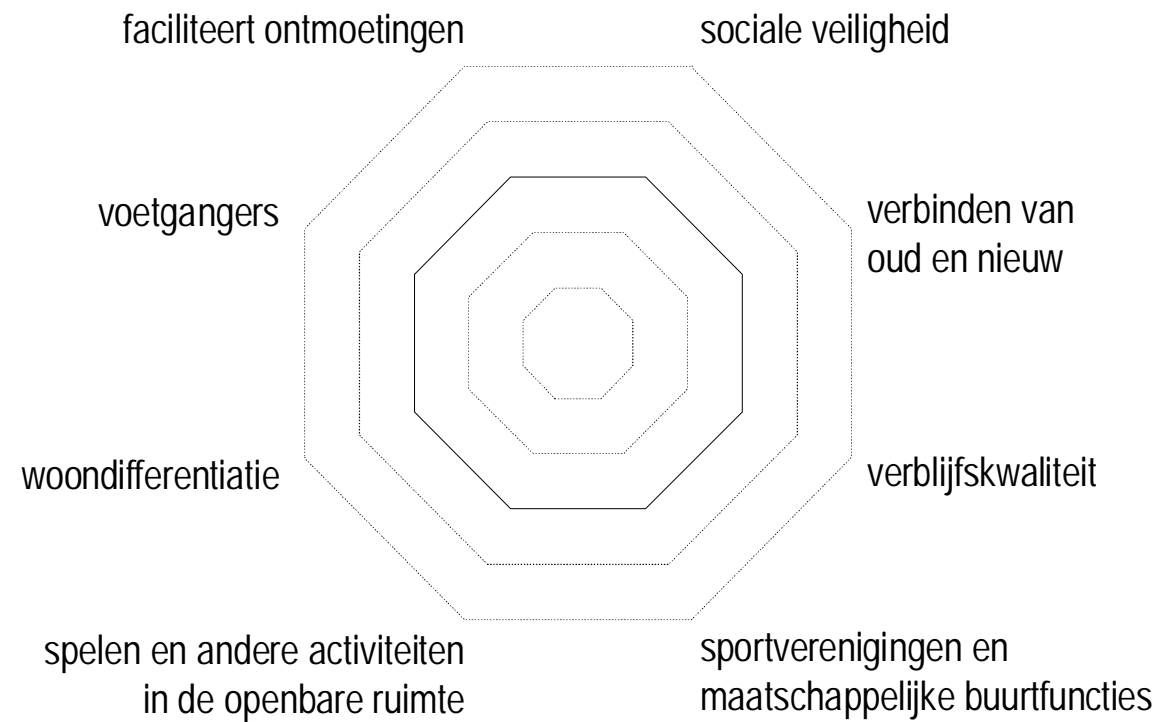 faciliteert ontmoetingen
sociale veiligheid
voetgangers
verbinden van
oud en nieuw
woondifferentiatie
verblijfskwaliteit
spelen en andere activiteiten
in de openbare ruimte
sportverenigingen en
maatschappelijke buurtfuncties